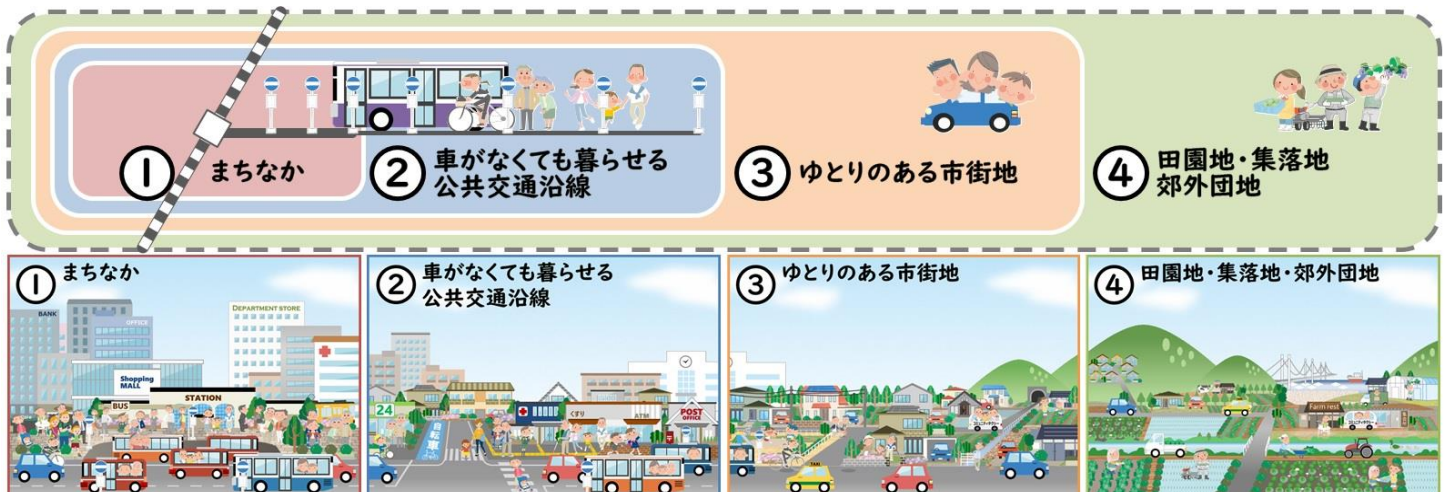 ① まちなか
② 車がなくても暮らせる
公共交通沿線
③ ゆとりのある市街地
④ 田園地・集落地
郊外団地
① まちなか
BANK
OFFICE
DEPARTMENT STORE
Shopping
MALL
BUS
STATION
② 車がなくても暮らせる
公共交通沿線
24
自転車
くすり
ATM
POST
OFFICE
③ ゆとりのある市街地
TAXI
④ 田園地・集落地・郊外団地
Farm rest